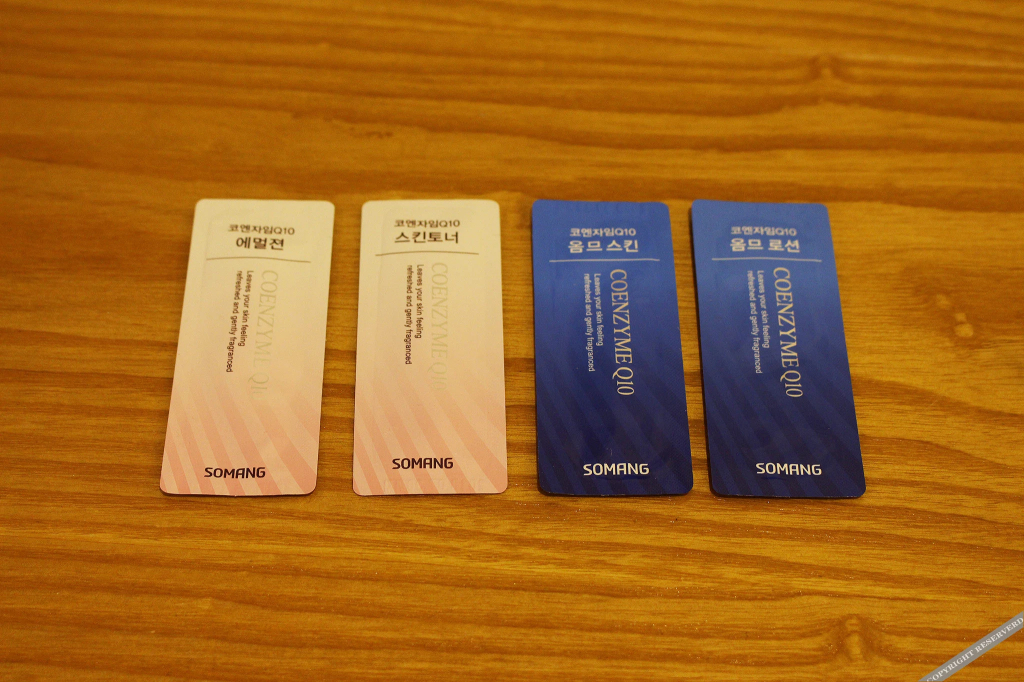 코엔자임Q10
에멀젼
COENZYME Q10
Leaves your skin feeling
refreshed and gently fragranced
SOMANG
코엔자임Q10
스킨토너
COENZYME Q10
Leaves your skin feeling
refreshed and gently fragranced
SOMANG
코엔자임Q10
옴므 스킨
COENZYME Q10
Leaves your skin feeling
refreshed and gently fragranced
SOMANG
코엔자임Q10
옴므 로션
COENZYME Q10
Leaves your skin feeling
refreshed and gently fragranced
SOMANG
COPYRIGHT RESERVERD